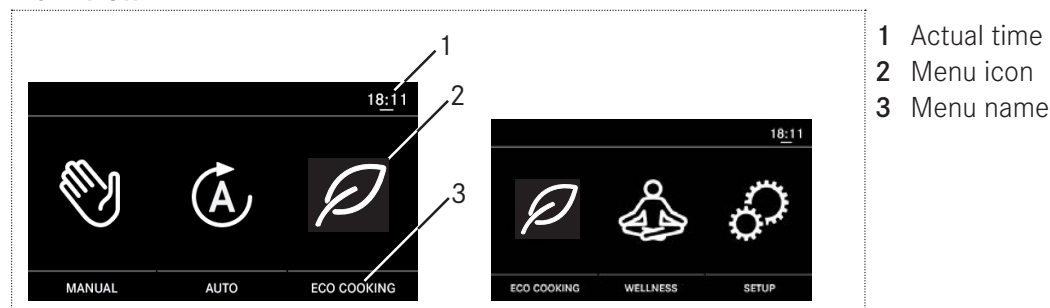 1
18:11
2
3
MANUAL AUTO ECO COOKING
A
18:11
ECO COOKING WELLNESS SETUP
1 Actual time
2 Menu icon
3 Menu name